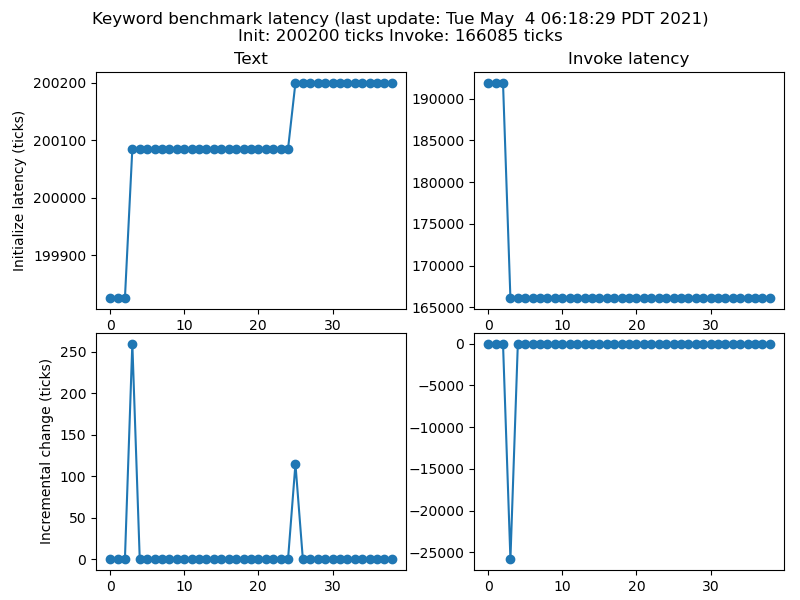 Keyword benchmark latency (last update: Tue May  4 06:18:29 PDT 2021)
Init: 200200 ticks Invoke: 166085 ticks
Text
Invoke latency
Initialize latency (ticks)
200200
200100
200000
199900
0 10 20 30
190000
185000
180000
175000
170000
165000
0 10 20 30
Incremental change (ticks)
250
200
150
100
50
0
0 10 20 30
0
−5000
−10000
−15000
−20000
−25000
0 10 20 30